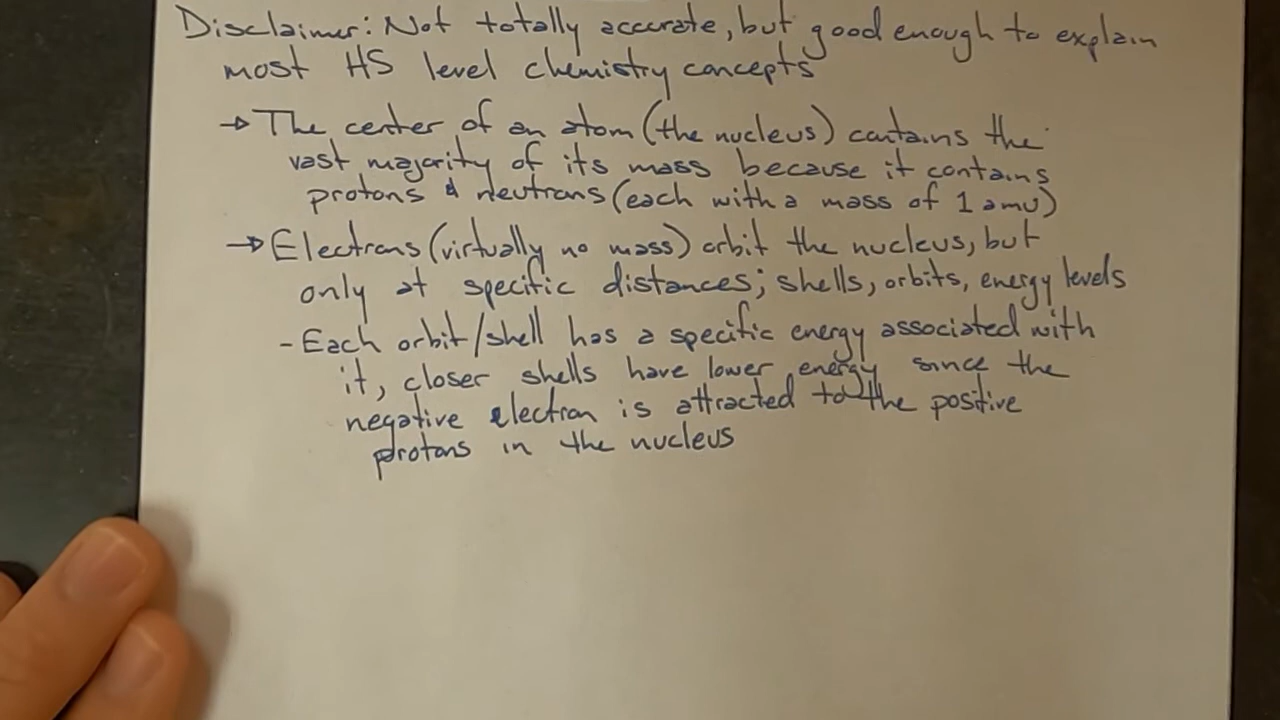 Disclaimer: Not totally accurate, but good enough to explain
most HS level chemistry concepts
→ The center of an atom (the nucleus) contains the
vast majority of its mass because it contains
protons & neutrons (each with a mass of 1 amu)
→ Electrons (virtually no mass) orbit the nucleus, but
only at specific distances; shells, orbits, energy levels
- Each orbit/shell has a specific energy associated with
it, closer shells have lower energy since the
negative electron is attracted to the positive
protons in the nucleus